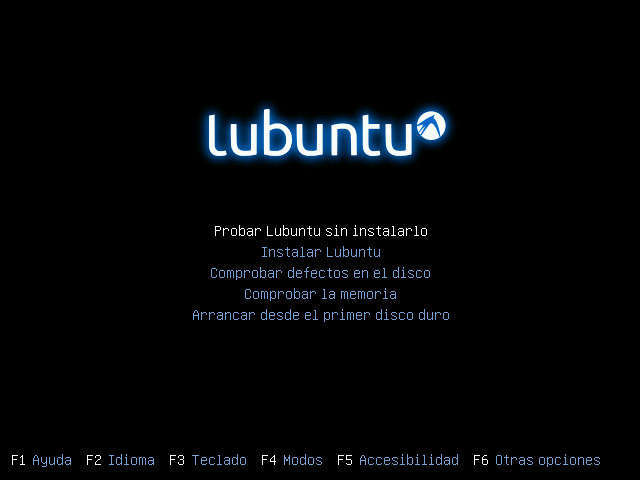 lubuntu
Probar Lubuntu sin instalarlo
Instalar Lubuntu
Comprobar defectos en el disco
Comprobar la memoria
Arrancar desde el primer disco duro
F1 Ayuda F2 Idioma F3 Teclado F4 Modos F5 Accesibilidad F6 Otras opciones